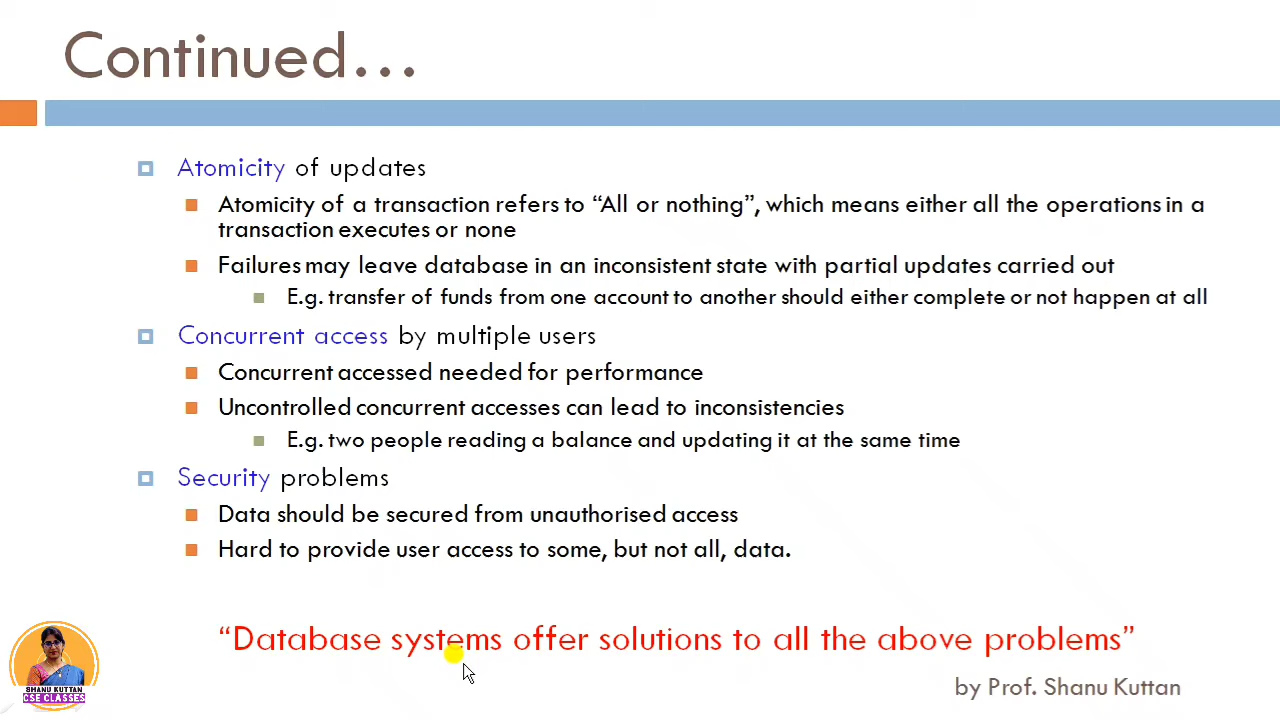 Continued...
Atomicity of updates
Atomicity of a transaction refers to “All or nothing”, which means either all the operations in a
transaction executes or none
Failures may leave database in an inconsistent state with partial updates carried out
E.g. transfer of funds from one account to another should either complete or not happen at all
Concurrent access by multiple users
Concurrent accessed needed for performance
Uncontrolled concurrent accesses can lead to inconsistencies
E.g. two people reading a balance and updating it at the same time
Security problems
Data should be secured from unauthorised access
Hard to provide user access to some, but not all, data.
“Database systems offer solutions to all the above problems”
by Prof. Shanu Kuttan
SHANU KUTTAN
CSE CLASSES